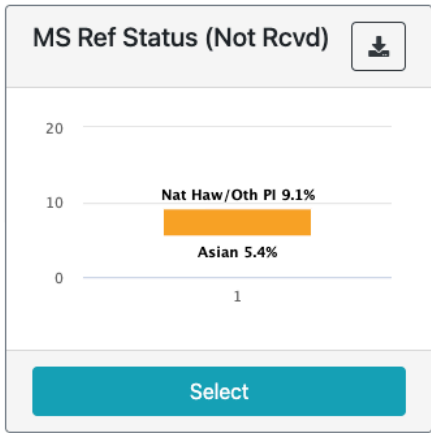 MS Ref Status (Not Rcvd)
20
Nat Haw/Oth PI 9.1%
10
Asian 5.4%
0
1
Select